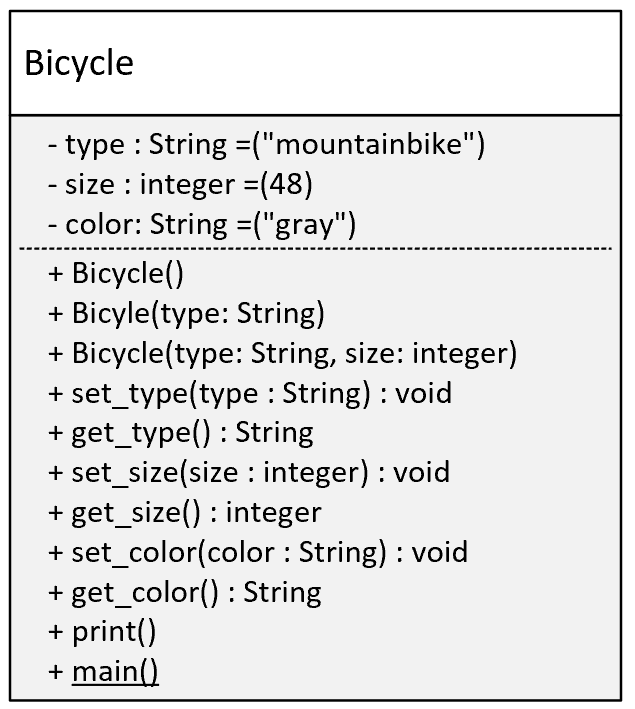 Bicycle
- type : String =("mountainbike")
- size : integer =(48)
- color: String =("gray")
+ Bicycle()
+ Bicyle(type: String)
+ Bicycle(type: String, size: integer)
+ set_type(type : String) : void
+ get_type() : String
+ set_size(size : integer) : void
+ get_size() : integer
+ set_color(color : String) : void
+ get_color() : String
+ print()
+ main()